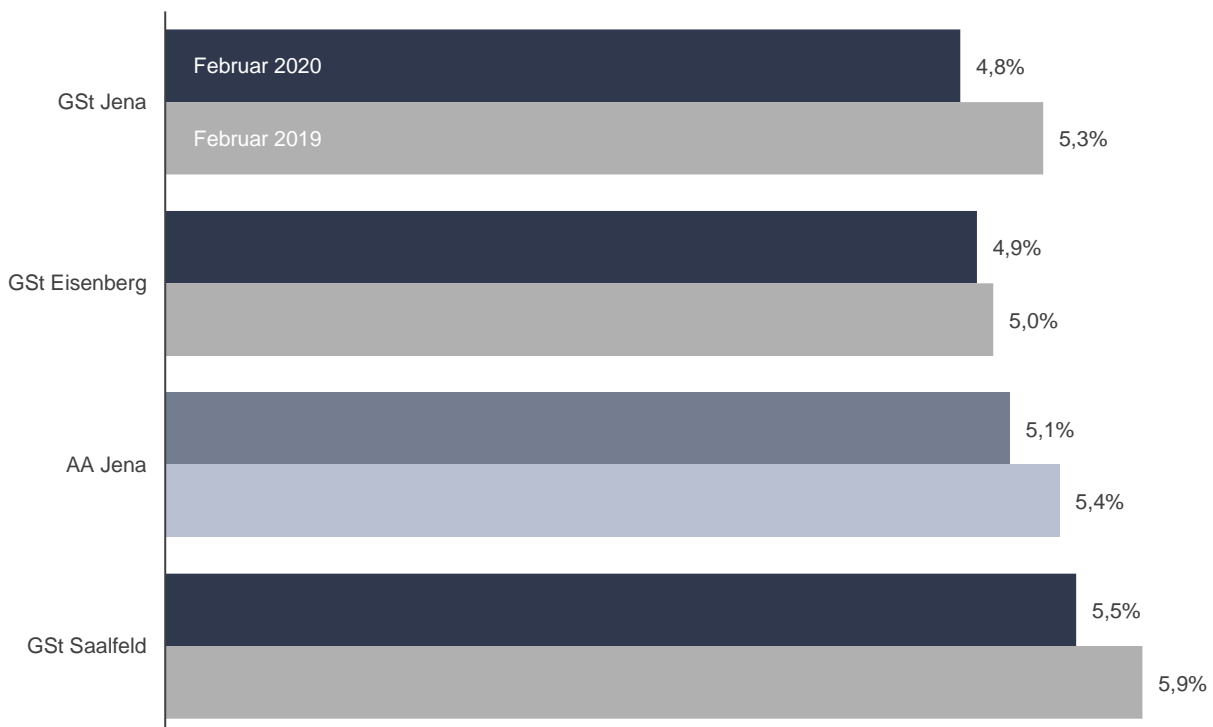 Februar 2020
4,8%
GSt Jena
Februar 2019
5,3%
4,9%
GSt Eisenberg
5,0%
5,1%
AA Jena
5,4%
5,5%
GSt Saalfeld
5,9%